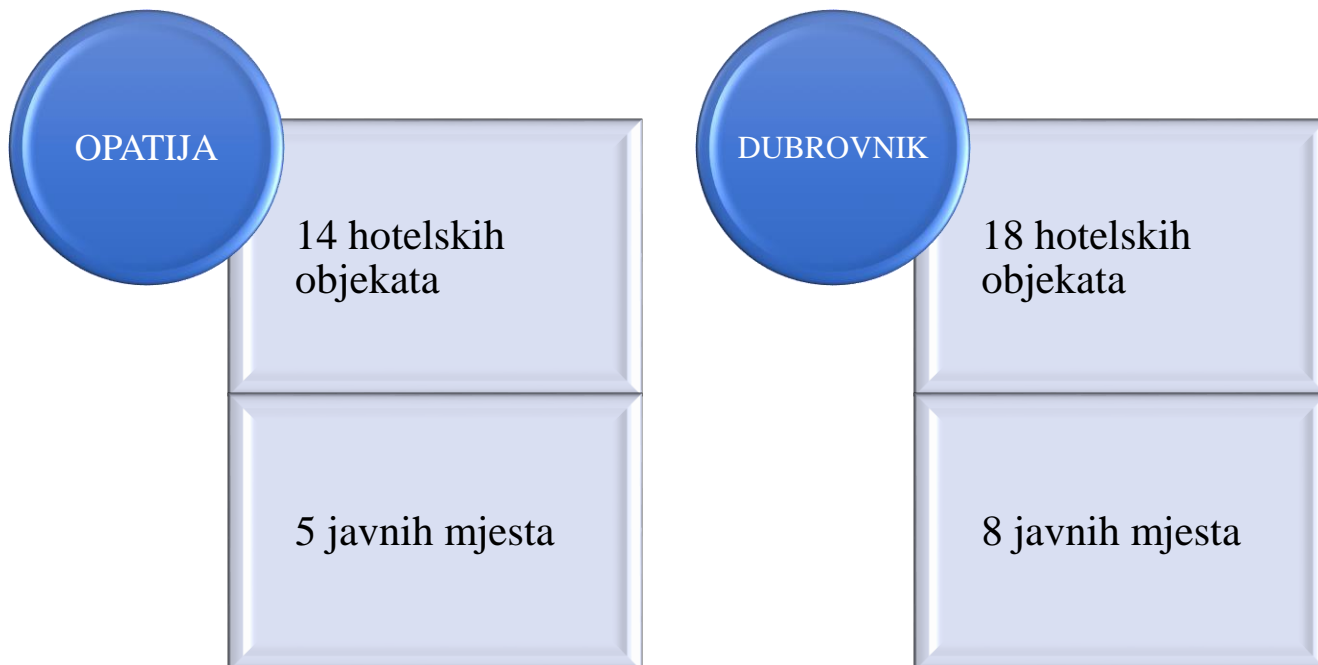 OPATIJA
14 hotelskih
objekata
5 javnih mjesta
DUBROVNIK
18 hotelskih
objekata
8 javnih mjesta